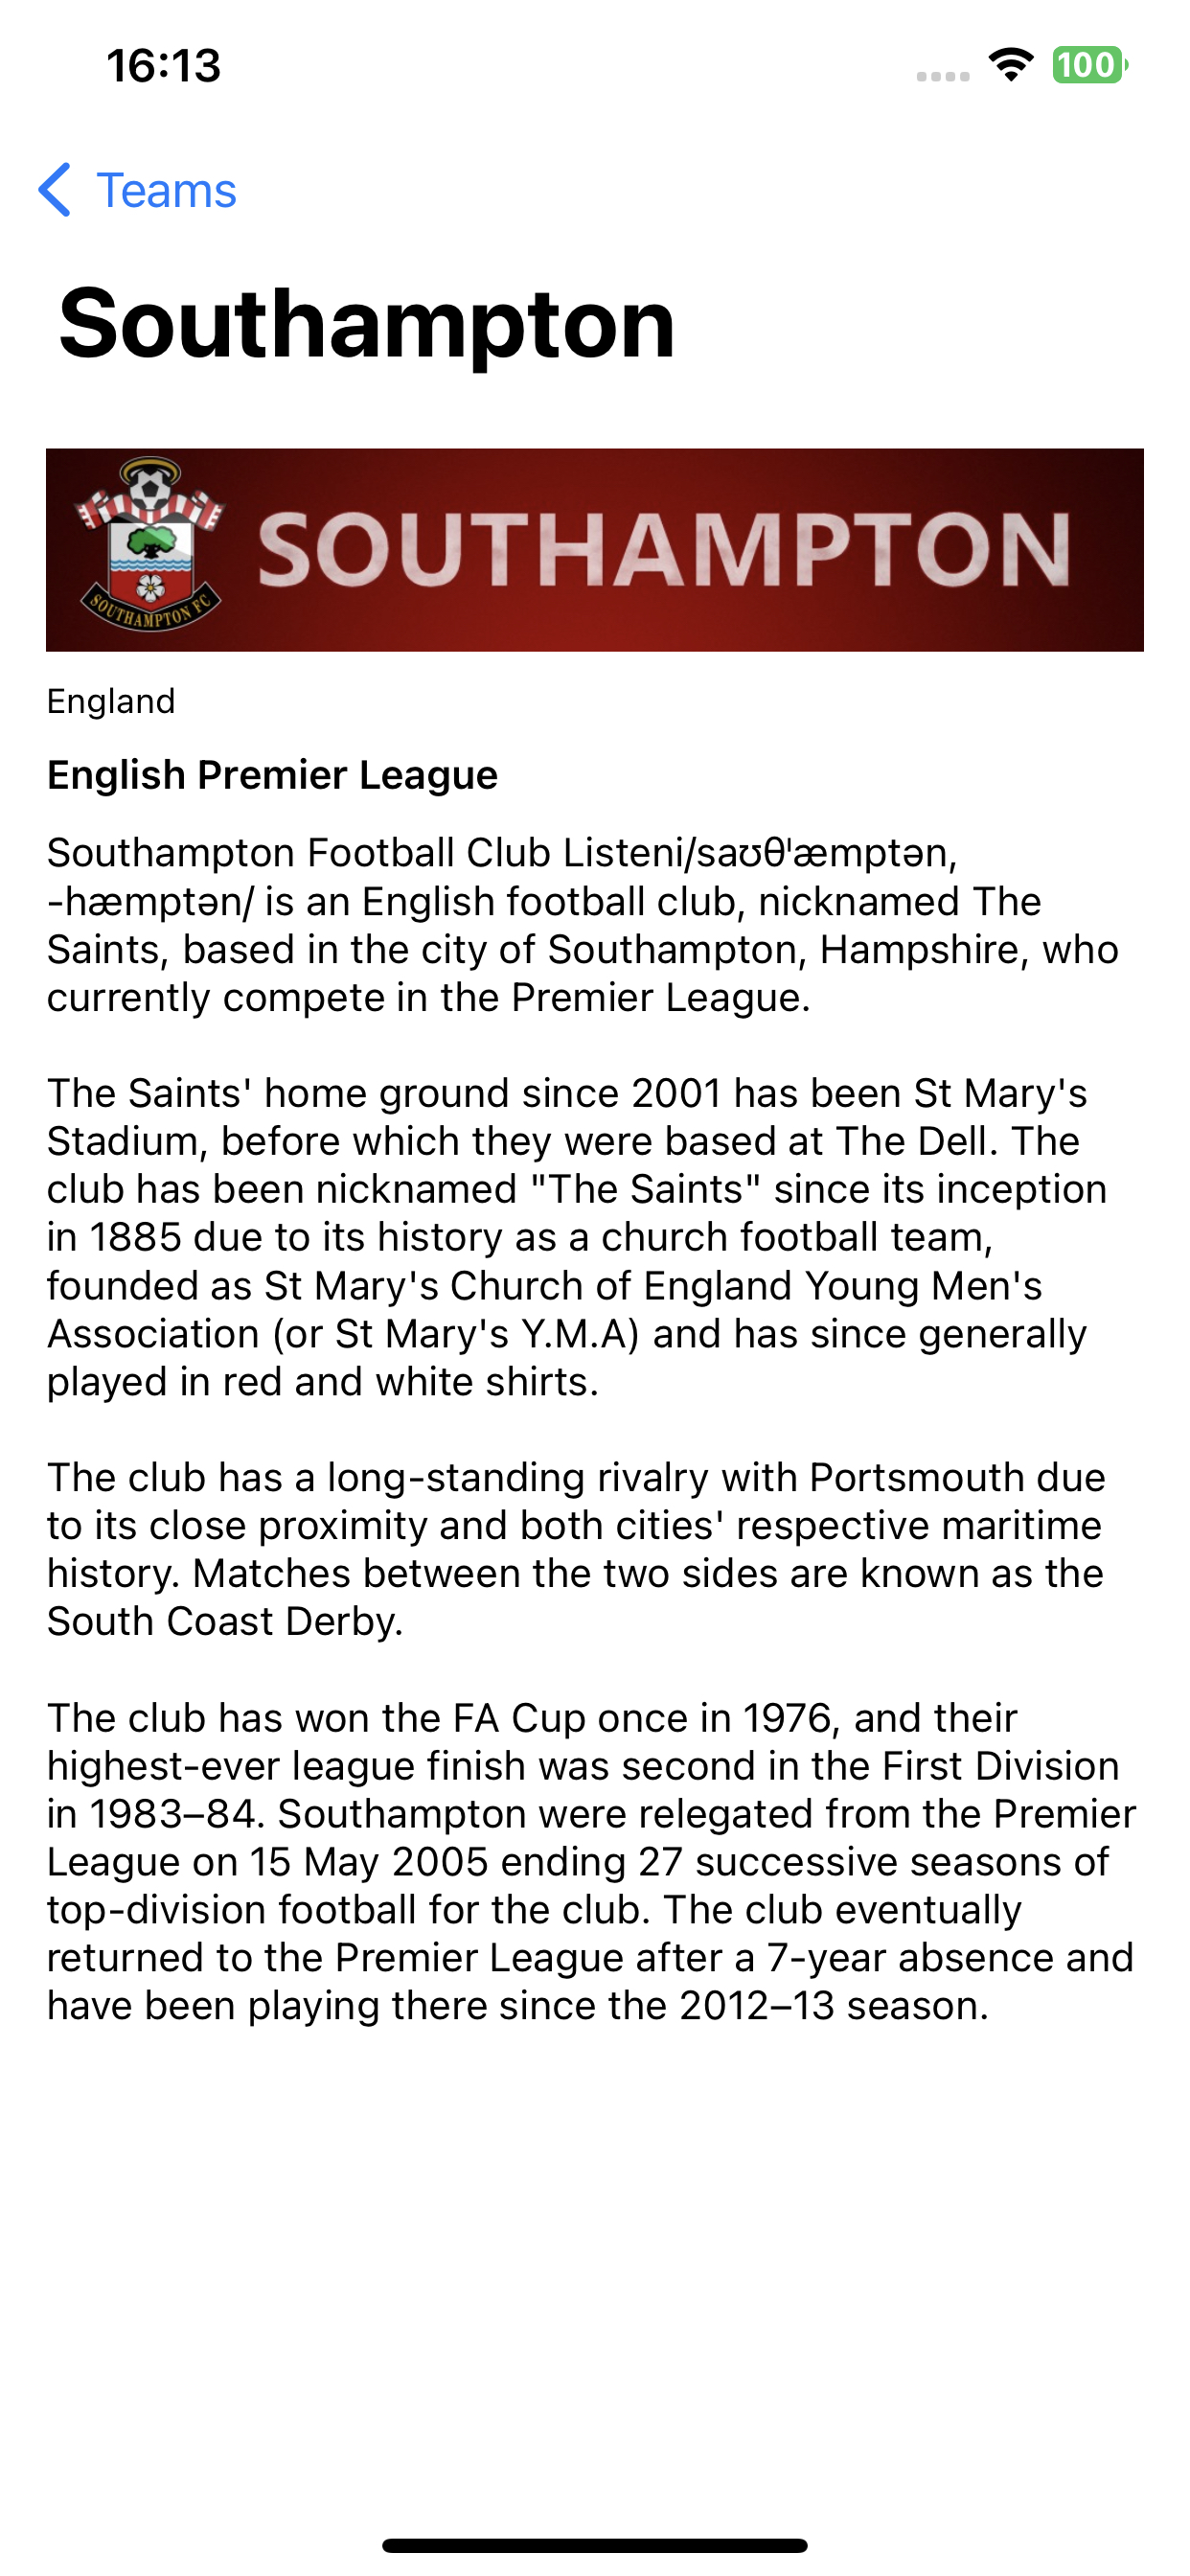 16:13
100
Teams
Southampton
SOUTHAMPTON FC
SOUTHAMPTON
England
English Premier League
Southampton Football Club Listeni/saʊθˈæmptən,
-hæmptən/ is an English football club, nicknamed The
Saints, based in the city of Southampton, Hampshire, who
currently compete in the Premier League.
The Saints' home ground since 2001 has been St Mary's
Stadium, before which they were based at The Dell. The
club has been nicknamed "The Saints" since its inception
in 1885 due to its history as a church football team,
founded as St Mary's Church of England Young Men's
Association (or St Mary's Y.M.A) and has since generally
played in red and white shirts.
The club has a long-standing rivalry with Portsmouth due
to its close proximity and both cities' respective maritime
history. Matches between the two sides are known as the
South Coast Derby.
The club has won the FA Cup once in 1976, and their
highest-ever league finish was second in the First Division
in 1983–84. Southampton were relegated from the Premier
League on 15 May 2005 ending 27 successive seasons of
top-division football for the club. The club eventually
returned to the Premier League after a 7-year absence and
have been playing there since the 2012–13 season.